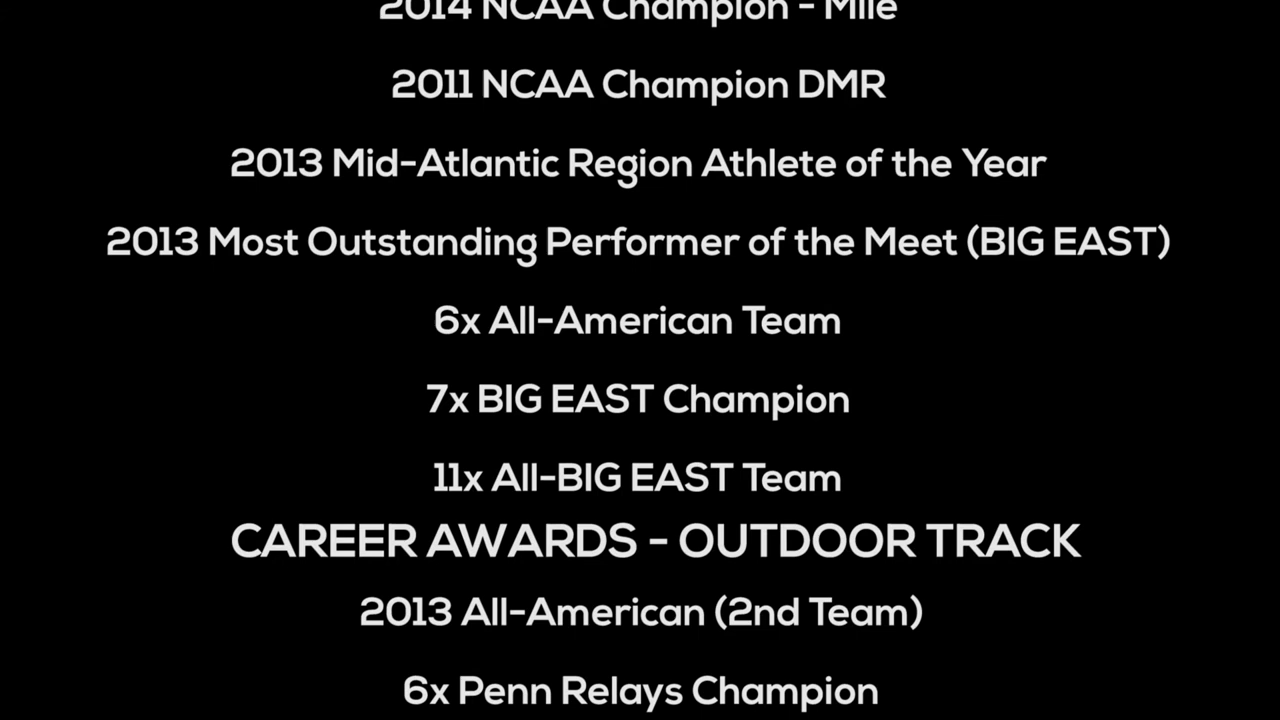 2014 NCAA Champion - Mile
2011 NCAA Champion DMR
2013 Mid-Atlantic Region Athlete of the Year
2013 Most Outstanding Performer of the Meet (BIG EAST)
6x All-American Team
7x BIG EAST Champion
11x All-BIG EAST Team
CAREER AWARDS - OUTDOOR TRACK
2013 All-American (2nd Team)
6x Penn Relays Champion